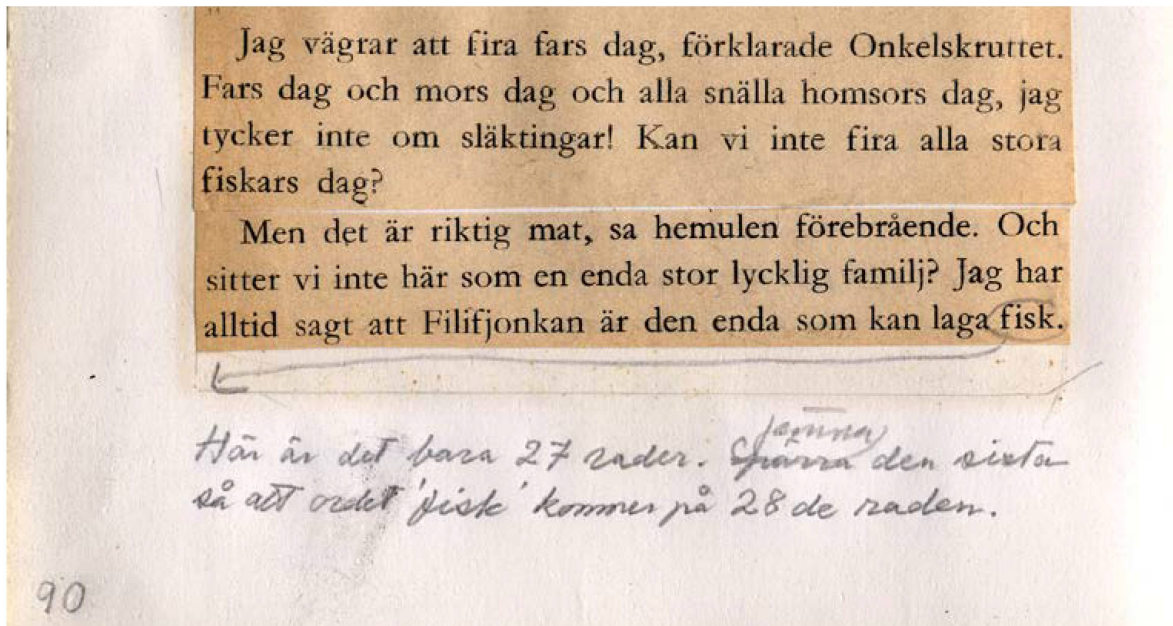 Jag vägrar att fira fars dag, förklarade Onkelskruttet.
Fars dag och mors dag och alla snälla homsors dag, jag
tycker inte om släktingar! Kan vi inte fira alla stora
fiskars dag?
Men det är riktig mat, sa hemulen förebrående. Och
sitter vi inte här som en enda stor lycklig familj? Jag har
alltid sagt att Filifjonkan är den enda som kan laga fisk.
jämna
Här är det bara 27 rader. Spärra den sista
så att ordet 'fisk' kommer på 28 de raden.
90